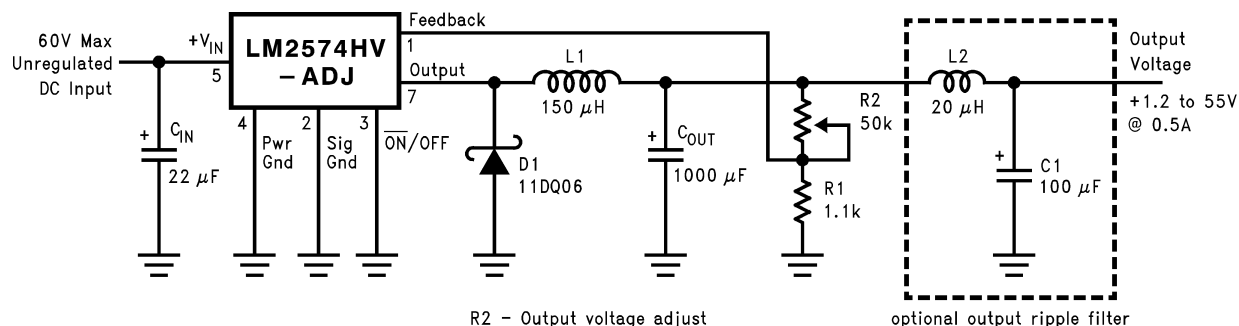 60V Max
Unregulated
DC Input
+VIN
5
LM2574HV
-ADJ
Feedback
1
Output
7
4
Pwr
Gnd
2
Sig
Gnd
3
ON/OFF
+
CIN
22 μF
D1
11DQ06
L1
150 μH
+
COUT
1000 μF
R2
50k
R1
1.1k
L2
20 μH
+
C1
100 μF
Output
Voltage
+1.2 to 55V
@ 0.5A
R2 - Output voltage adjust
optional output ripple filter